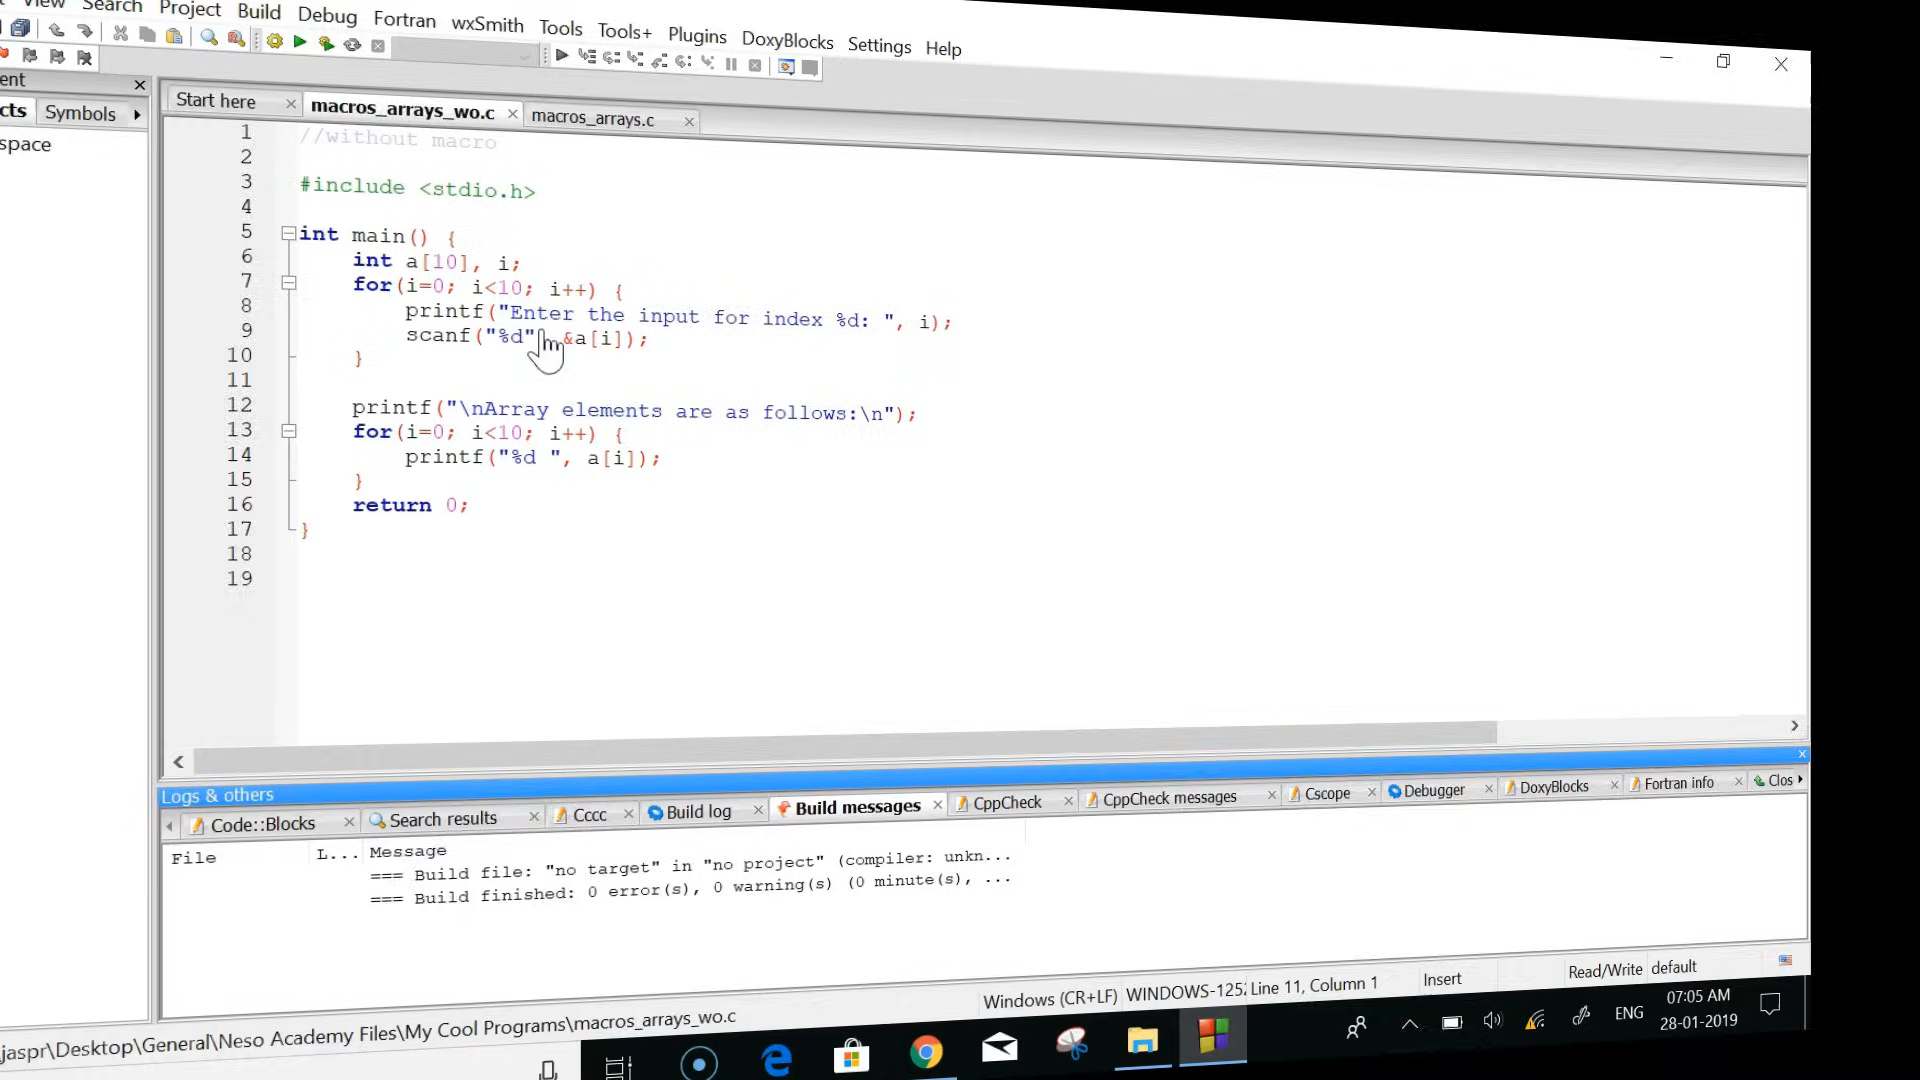 View Search Project Build Debug Fortran wxSmith Tools Tools+ Plugins DoxyBlocks Settings Help
ent
cts Symbols
space
Start here macros_arrays_wo.c macros_arrays.c
1 //without macro
2
3 #include <stdio.h>
4
5 int main() {
6 int a[10], i;
7 for(i=0; i<10; i++) {
8 printf("Enter the input for index %d: ", i);
9 scanf("%d" &a[i]);
10 }
11
12 printf("\nArray elements are as follows:\n");
13 for(i=0; i<10; i++) {
14 printf("%d ", a[i]);
15 }
16 return 0;
17 }
18
19
Logs & others
Code::Blocks Search results Cccc Build log Build messages CppCheck CppCheck messages Cscope Debugger DoxyBlocks Fortran info Clos
File L... Message
=== Build file: "no target" in "no project" (compiler: unkn...
=== Build finished: 0 error(s), 0 warning(s) (0 minute(s), ...
jaspr\Desktop\General\Neso Academy Files\My Cool Programs\macros_arrays_wo.c Windows (CR+LF) WINDOWS-1252 Line 11, Column 1 Insert Read/Write default
ENG 07:05 AM
28-01-2019